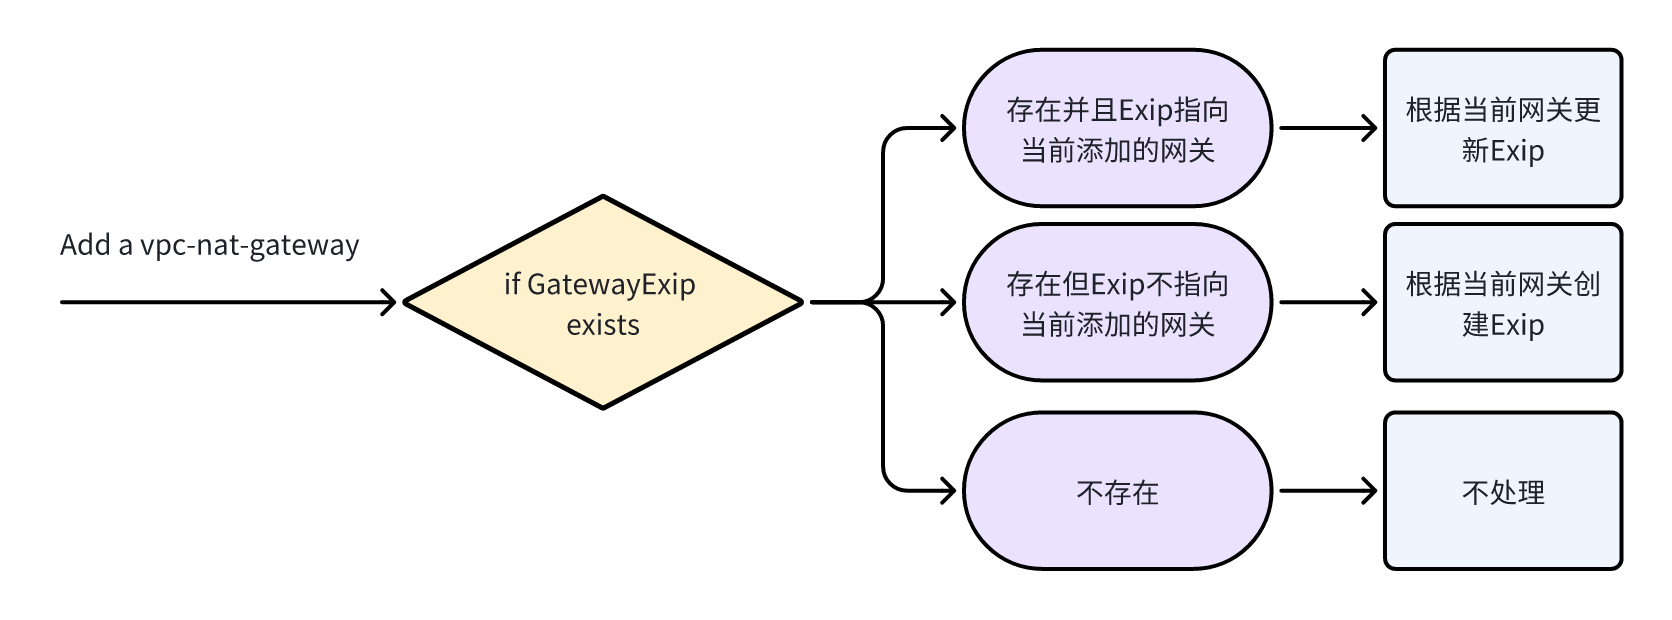 Add a vpc-nat-gateway
if GatewayExip
exists
存在并且Exip指向
当前添加的网关
根据当前网关更
新Exip
存在但Exip不指向
当前添加的网关
根据当前网关创
建Exip
不存在
不处理